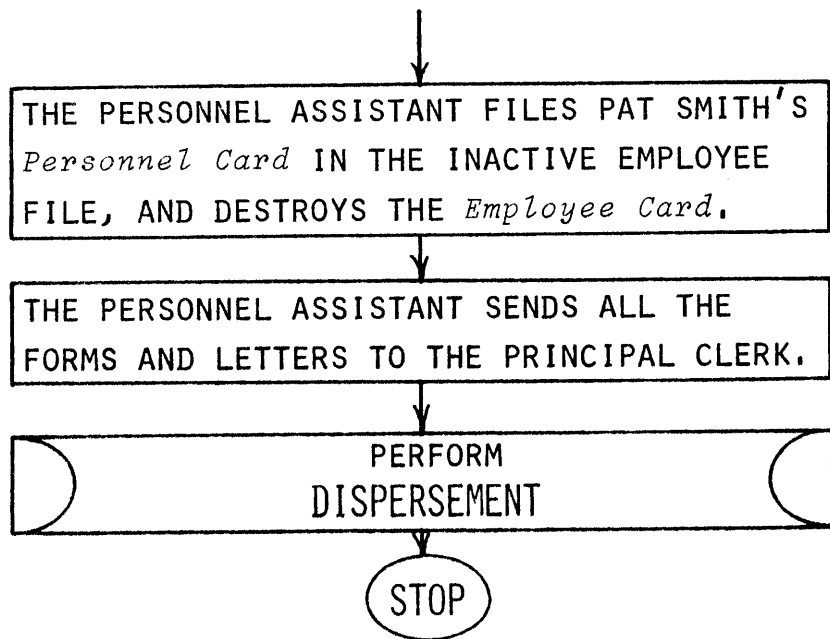 THE PERSONNEL ASSISTANT FILES PAT SMITH'S
Personnel Card IN THE INACTIVE EMPLOYEE
FILE, AND DESTROYS THE Employee Card.
THE PERSONNEL ASSISTANT SENDS ALL THE
FORMS AND LETTERS TO THE PRINCIPAL CLERK.
PERFORM
DISPERSEMENT
STOP